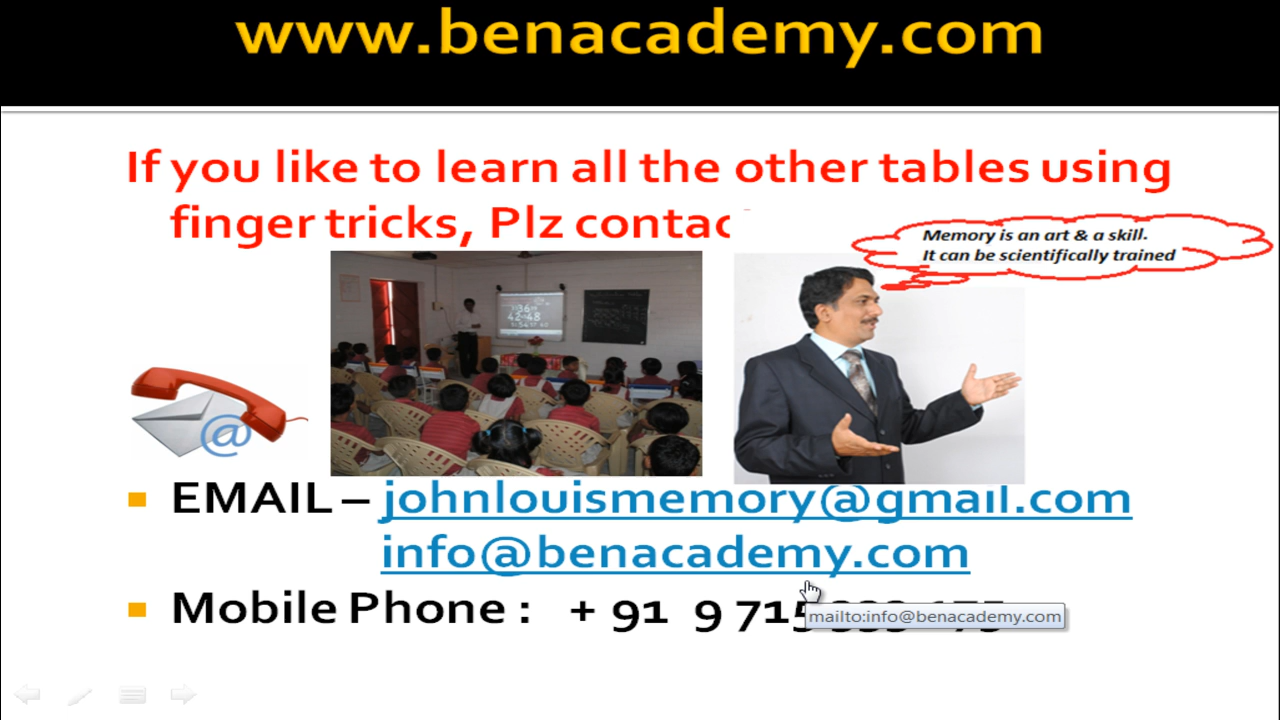 www.benacademy.com
If you like to learn all the other tables using
finger tricks, Plz contac
Memory is an art & a skill.
It can be scientifically trained
EMAIL – johnlouismemory@gmail.com
info@benacademy.com
Mobile Phone : + 91 9 715
mailto:info@benacademy.com